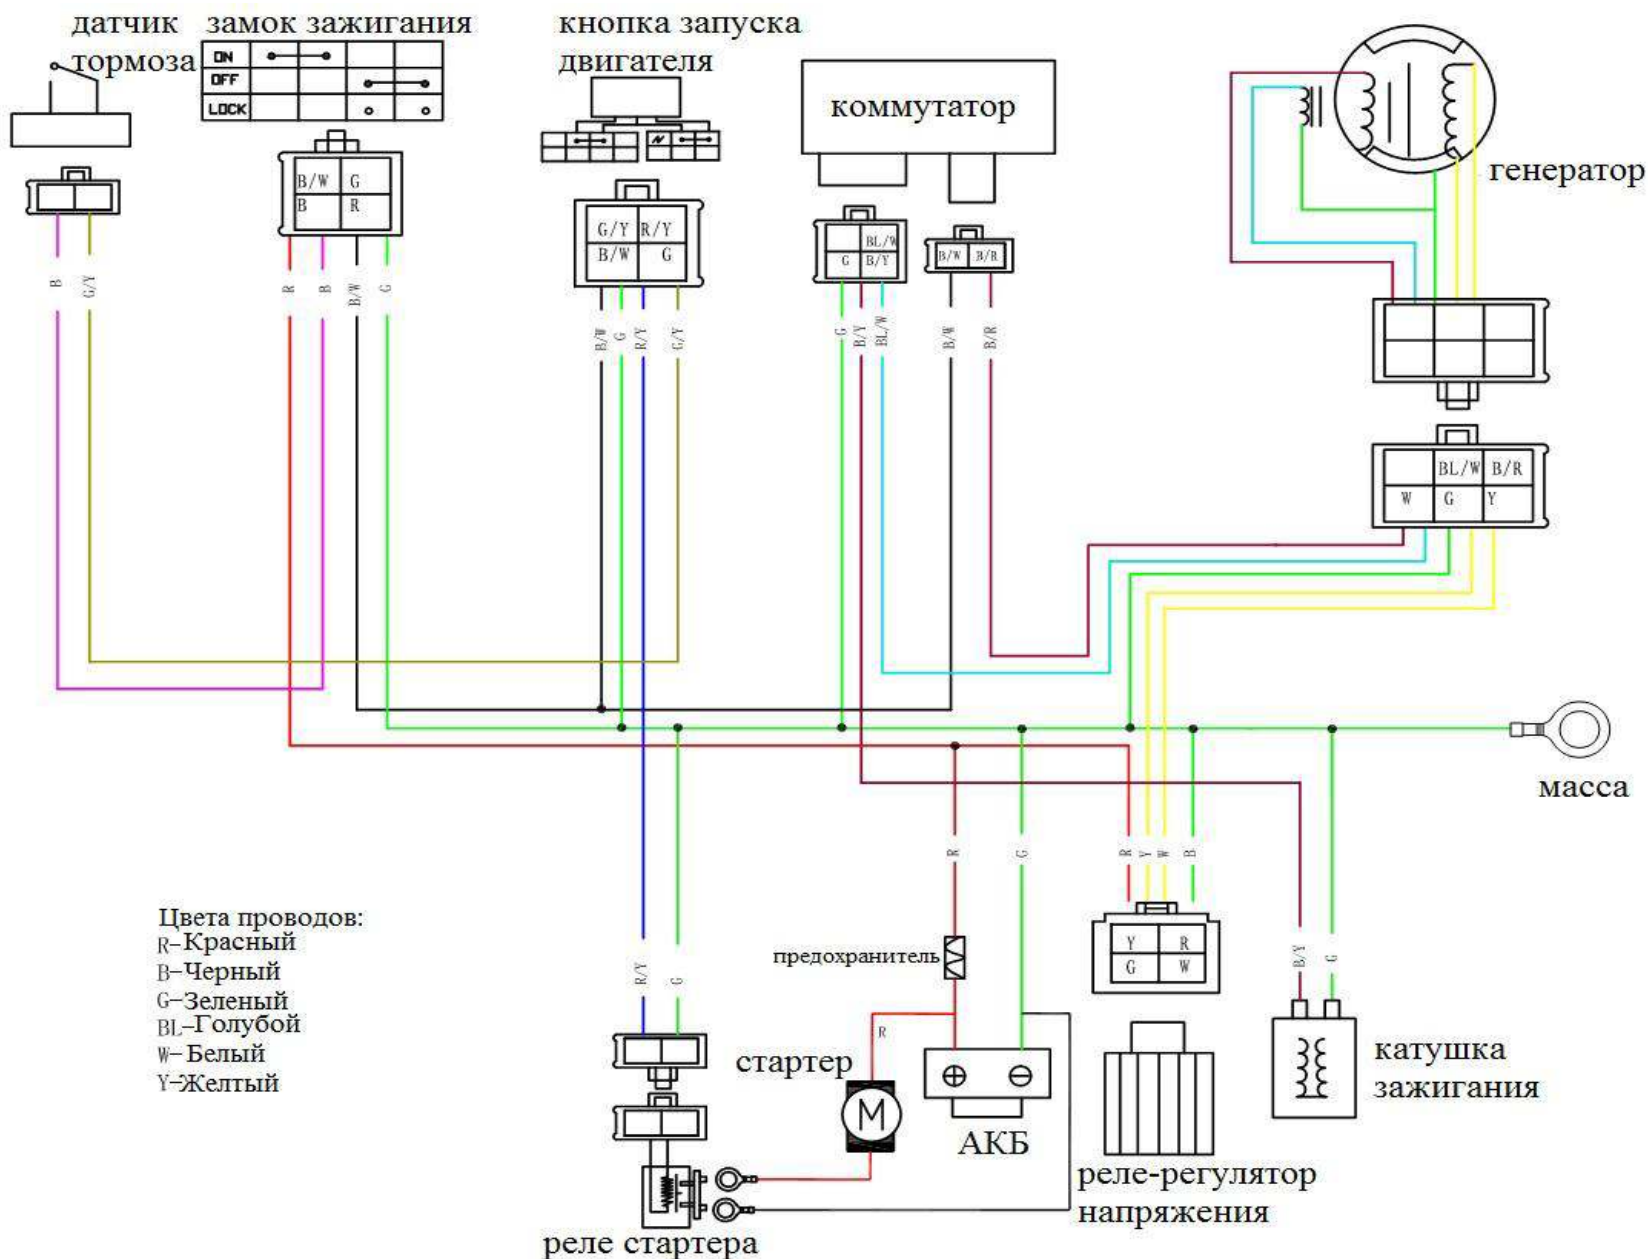 датчик
тормоза
замок зажигания
ON
OFF
LOCK
кнопка запуска
двигателя
коммутатор
генератор
B/W G
B R
G/Y R/Y
B/W G
BL/W
G B/Y
B/W B/R
B
G/Y
R
B
B/W
G
B/W
G
R/Y
G/Y
G
B/Y
BL/W
B/W
B/R
BL/W B/R
W G Y
масса
R
G
R
Y
W
B
Цвета проводов:
R-Красный
B-Черный
G-Зеленый
BL-Голубой
W-Белый
Y-Желтый
R/Y
G
предохранитель
Y R
G W
B/Y
G
R
стартер
M
АКБ
катушка
зажигания
реле-регулятор
напряжения
реле стартера